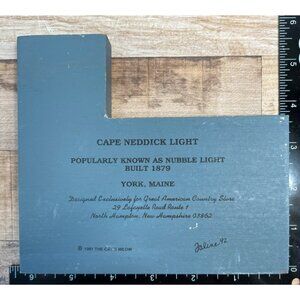 CAPE NEDDICK LIGHT
POPULARLY KNOWN AS NUBBLE LIGHT
BUILT 1879
YORK, MAINE
Designed Exclusively for Great American Country Store
29 Lafayette Road Route 1
North Hampton, New Hampshire 03862
© 1991 THE CAT'S MEOW
Faline '92